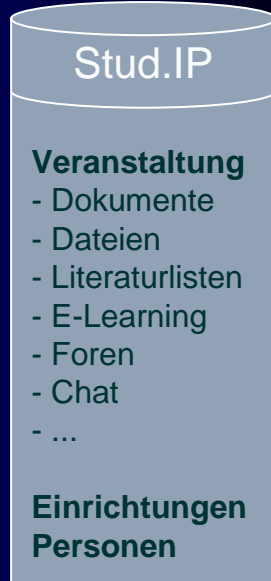 Stud.IP
Veranstaltung
- Dokumente
- Dateien
- Literaturlisten
- E-Learning
- Foren
- Chat
- ...
Einrichtungen
Personen